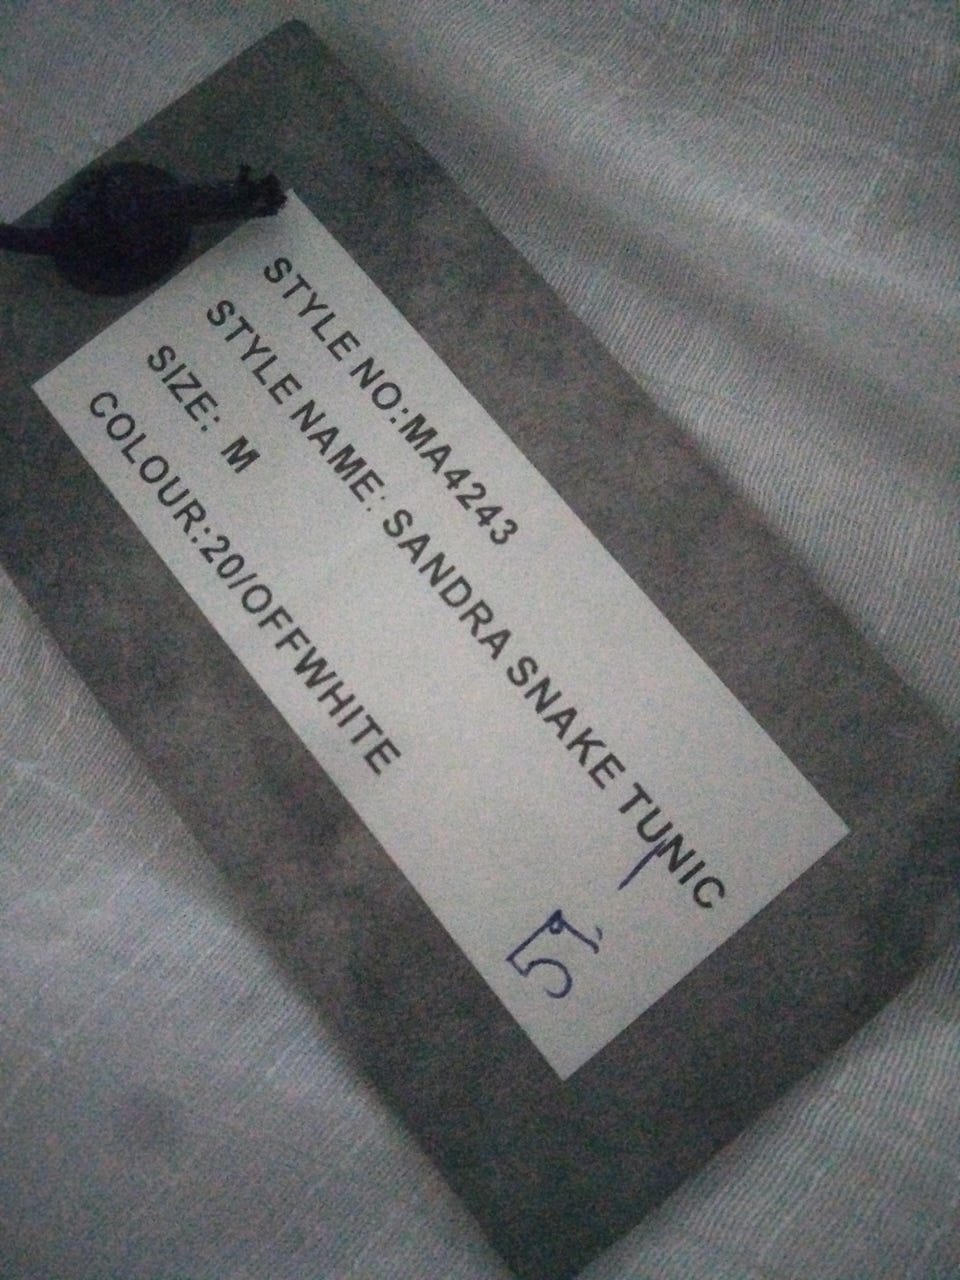 STYLE NO:MA4243
STYLE NAME: SANDRA SNAKE TUNIC
SIZE: M
COLOUR:20/OFFWHITE